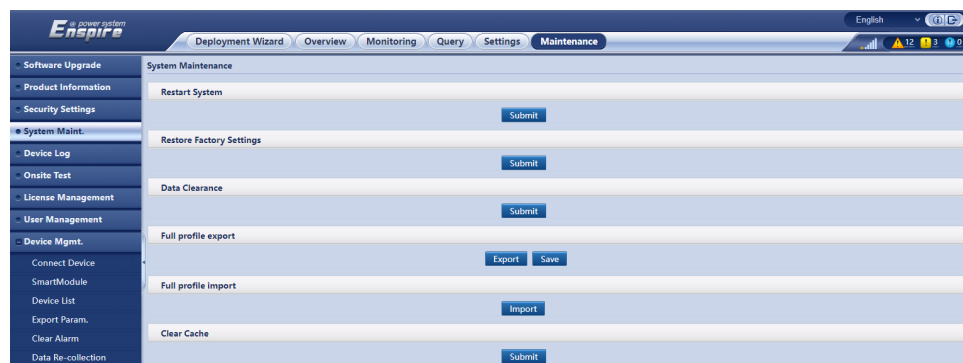 e power system
Enspire
English
Deployment Wizard Overview Monitoring Query Settings Maintenance
12 3 0
Software Upgrade
Product Information
Security Settings
System Maint.
Device Log
Onsite Test
License Management
User Management
Device Mgmt.
Connect Device
SmartModule
Device List
Export Param.
Clear Alarm
Data Re-collection
System Maintenance
Restart System
Submit
Restore Factory Settings
Submit
Data Clearance
Submit
Full profile export
Export Save
Full profile import
Import
Clear Cache
Submit